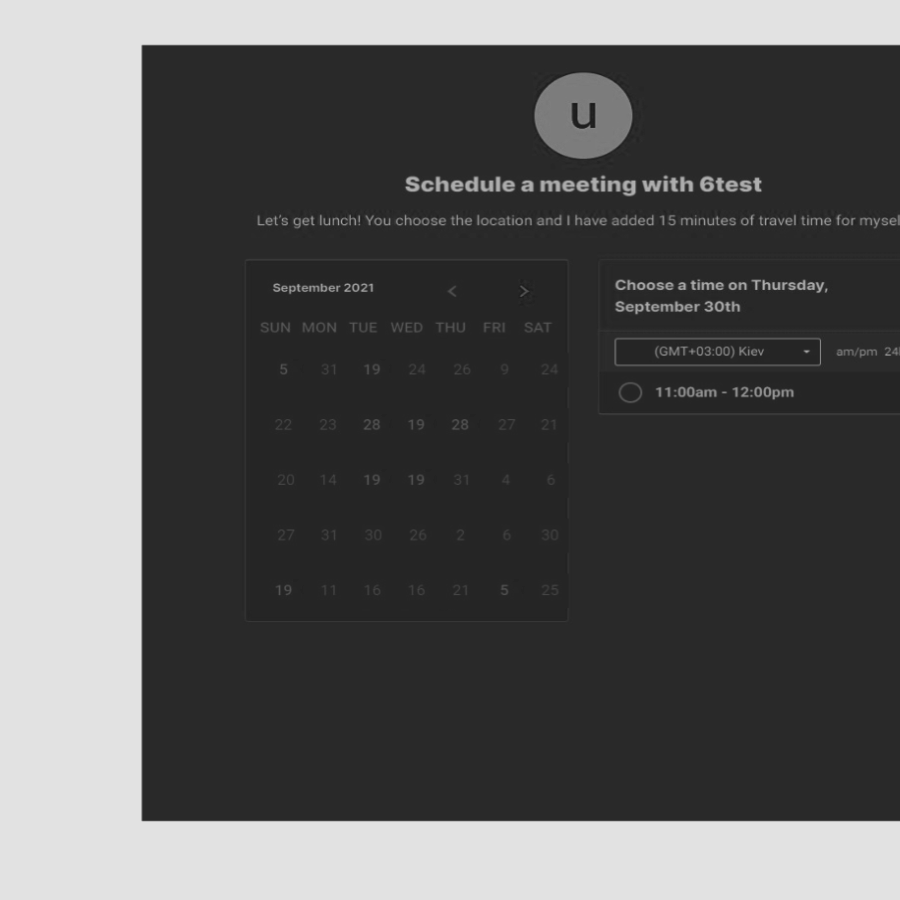 u
Schedule a meeting with 6test
Let's get lunch! You choose the location and I have added 15 minutes of travel time for mysel
September 2021 < >
SUN MON TUE WED THU FRI SAT
5 31 19 24 26 9 24
22 23 28 19 28 27 21
20 14 19 19 31 4 6
27 31 30 26 2 6 30
19 11 16 16 21 5 25
Choose a time on Thursday,
September 30th
(GMT+03:00) Kiev am/pm 24
11:00am - 12:00pm